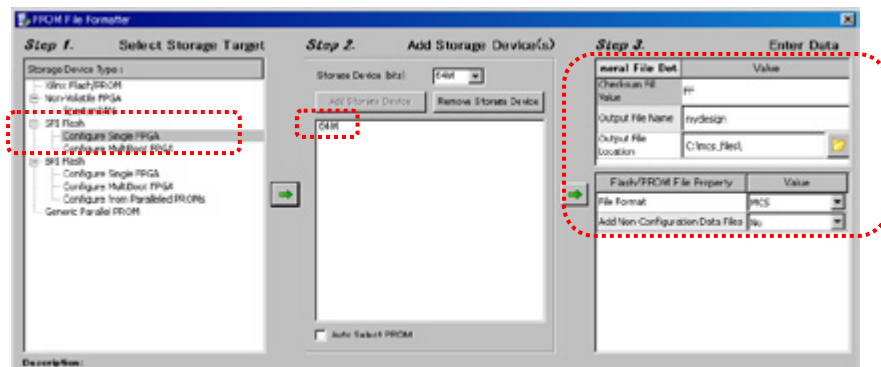 PROM File Formatter
Step 1. Select Storage Target
Storage Device Type :
Xilinx Flash/PROM
Non-Volatile FPGA
SPI Flash
Configure Single FPGA
Configure MultiBoot FPGA
BPI Flash
Configure Single FPGA
Configure MultiBoot FPGA
Configure from Paralleled PROMs
Generic Parallel PROM
Description:
Step 2. Add Storage Device(s)
Storage Device (bits) 64M
Add Storage Device Remove Storage Device
64M
Auto Select PROM
Step 3. Enter Data
neral File Det Value
Checksum Fill Value FF
Output File Name mydesign
Output File Location C:\mcs_files\
Flash/PROM File Property Value
File Format MCS
Add Non-Configuration Data Files No